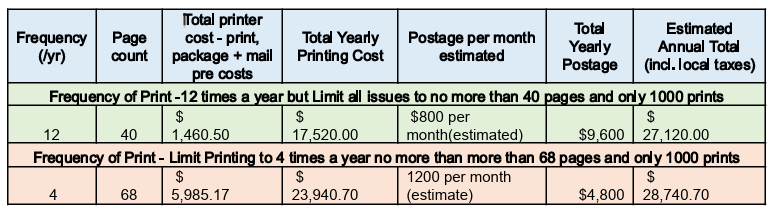 Frequency (/yr) Page count Total printer cost - print, package + mail pre costs Total Yearly Printing Cost Postage per month estimated Total Yearly Postage Estimated Annual Total (incl. local taxes)
Frequency of Print -12 times a year but Limit all issues to no more than 40 pages and only 1000 prints
12 40 $ 1,460.50 $ 17,520.00 $800 per month(estimated) $9,600 $ 27,120.00
Frequency of Print - Limit Printing to 4 times a year no more than more than 68 pages and only 1000 prints
4 68 $ 5,985.17 $ 23,940.70 1200 per month (estimate) $4,800 $ 28,740.70